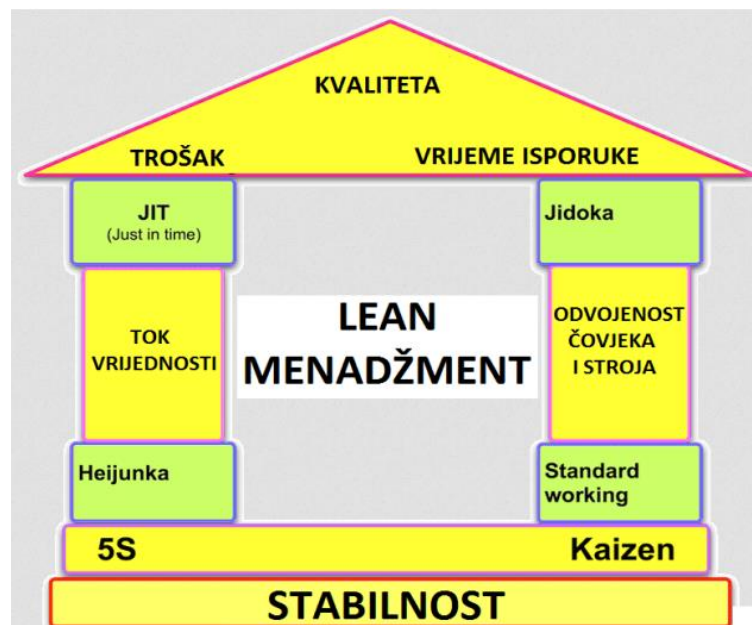 KVALITETA
TROŠAK
VRIJEME ISPORUKE
JIT
(Just in time)
Jidoka
TOK
VRIJEDNOSTI
LEAN
MENADŽMENT
ODVOJENOST
ČOVJEKA
I STROJA
Heijunka
Standard
working
5S
Kaizen
STABILNOST